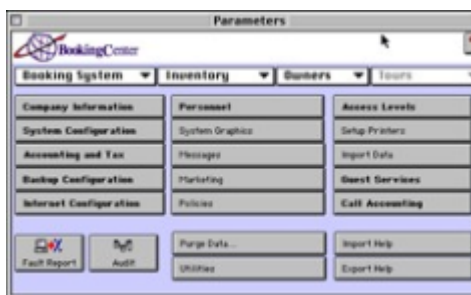 Parameters
BookingCenter
Booking System Inventory Owners Tours
Company Information Personnel Access Levels
System Configuration System Graphics Setup Printers
Accounting and Tax Messages Import Data
Backup Configuration Marketing Guest Services
Internet Configuration Policies Call Accounting
Fault Report Audit Purge Data... Import Help
Utilities Export Help